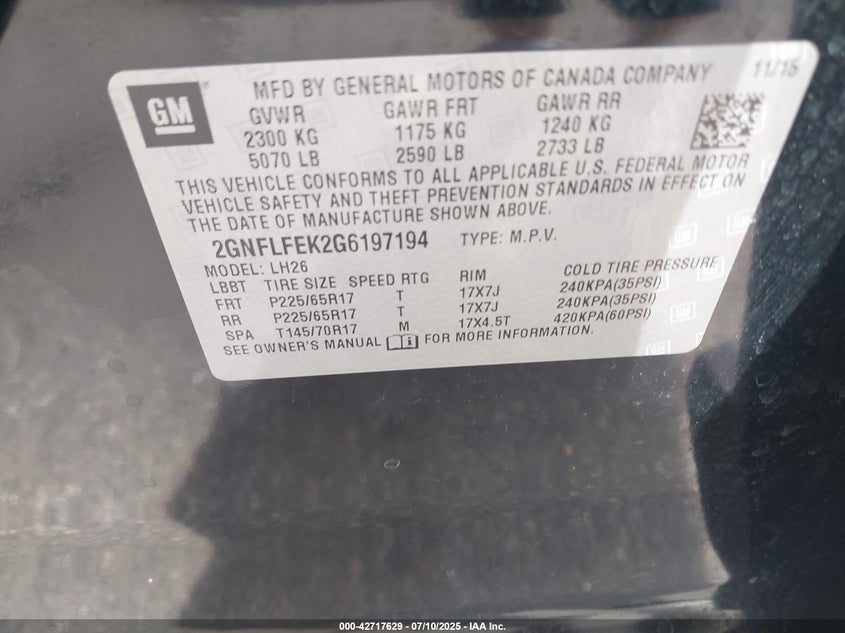 GM
®
MFD BY GENERAL MOTORS OF CANADA COMPANY 11/15
GVWR GAWR FRT GAWR RR
2300 KG 1175 KG 1240 KG
5070 LB 2590 LB 2733 LB
THIS VEHICLE CONFORMS TO ALL APPLICABLE U.S. FEDERAL MOTOR
VEHICLE SAFETY AND THEFT PREVENTION STANDARDS IN EFFECT ON
THE DATE OF MANUFACTURE SHOWN ABOVE.
2GNFLFEK2G6197194 TYPE: M.P.V.
MODEL: LH26
LBBT TIRE SIZE SPEED RTG RIM COLD TIRE PRESSURE
FRT P225/65R17 T 17X7J 240KPA(35PSI)
RR P225/65R17 T 17X7J 240KPA(35PSI)
SPA T145/70R17 M 17X4.5T 420KPA(60PSI)
SEE OWNER'S MANUAL FOR MORE INFORMATION.
000-42717629 - 07/10/2025 - IAA Inc.